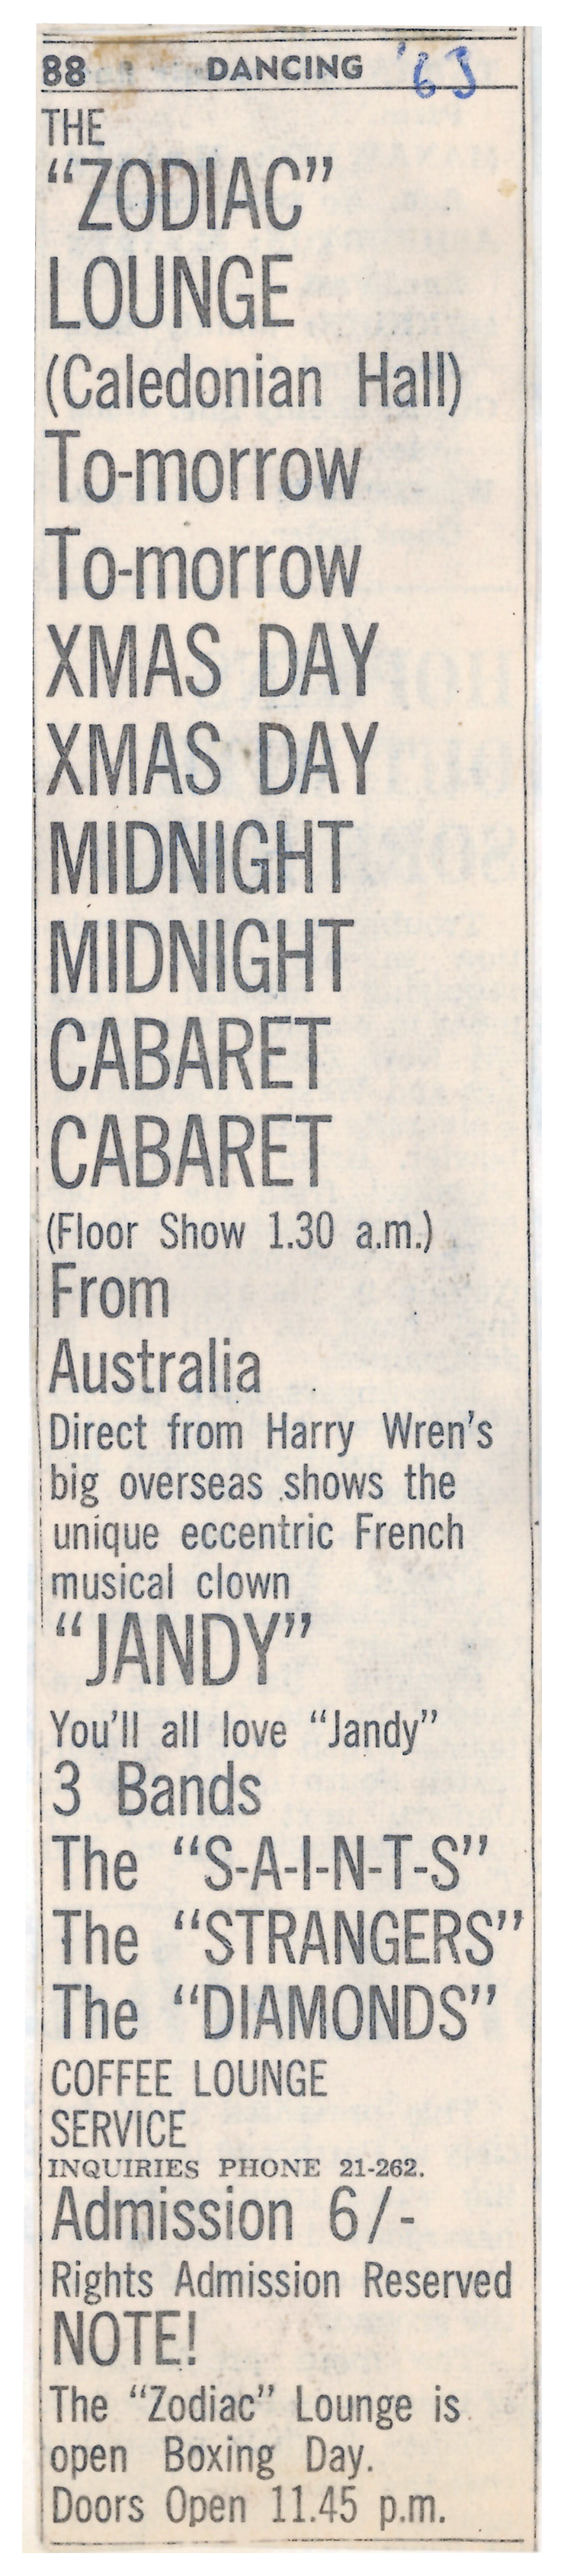 88 DANCING '63
THE
“ZODIAC”
LOUNGE
(Caledonian Hall)
To-morrow
To-morrow
XMAS DAY
XMAS DAY
MIDNIGHT
MIDNIGHT
CABARET
CABARET
(Floor Show 1.30 a.m.)
From
Australia
Direct from Harry Wren’s
big overseas shows the
unique eccentric French
musical clown
“JANDY”
You’ll all love “Jandy”
3 Bands
The “S-A-I-N-T-S”
The “STRANGERS”
The “DIAMONDS”
COFFEE LOUNGE
SERVICE
INQUIRIES PHONE 21-262.
Admission 6/-
Rights Admission Reserved
NOTE!
The “Zodiac” Lounge is
open Boxing Day.
Doors Open 11.45 p.m.